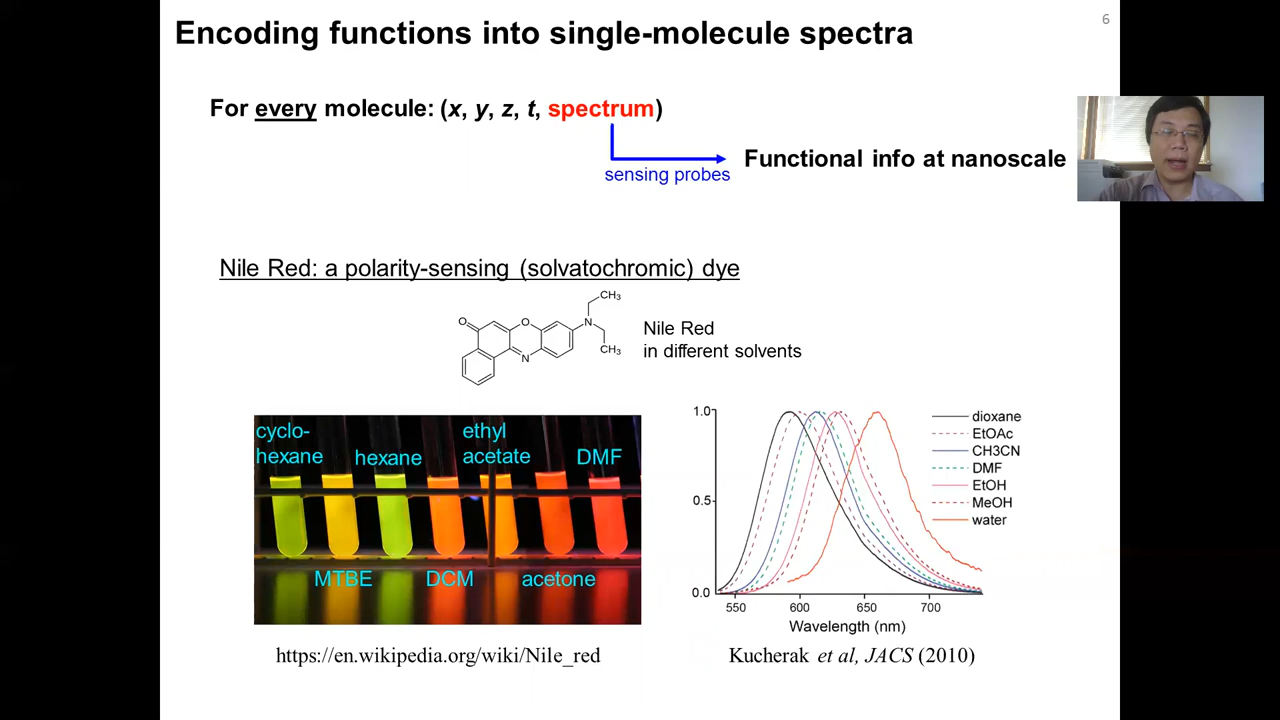 6
Encoding functions into single-molecule spectra
For every molecule: (x, y, z, t, spectrum)
sensing probes
Functional info at nanoscale
Nile Red: a polarity-sensing (solvatochromic) dye
O
O
N
N
CH3
CH3
Nile Red
in different solvents
cyclo-
hexane
hexane
ethyl
acetate
DMF
MTBE
DCM
acetone
https://en.wikipedia.org/wiki/Nile_red
1.0
0.5
0.0
550
600
650
700
Wavelength (nm)
dioxane
EtOAc
CH3CN
DMF
EtOH
MeOH
water
Kucherak et al, JACS (2010)